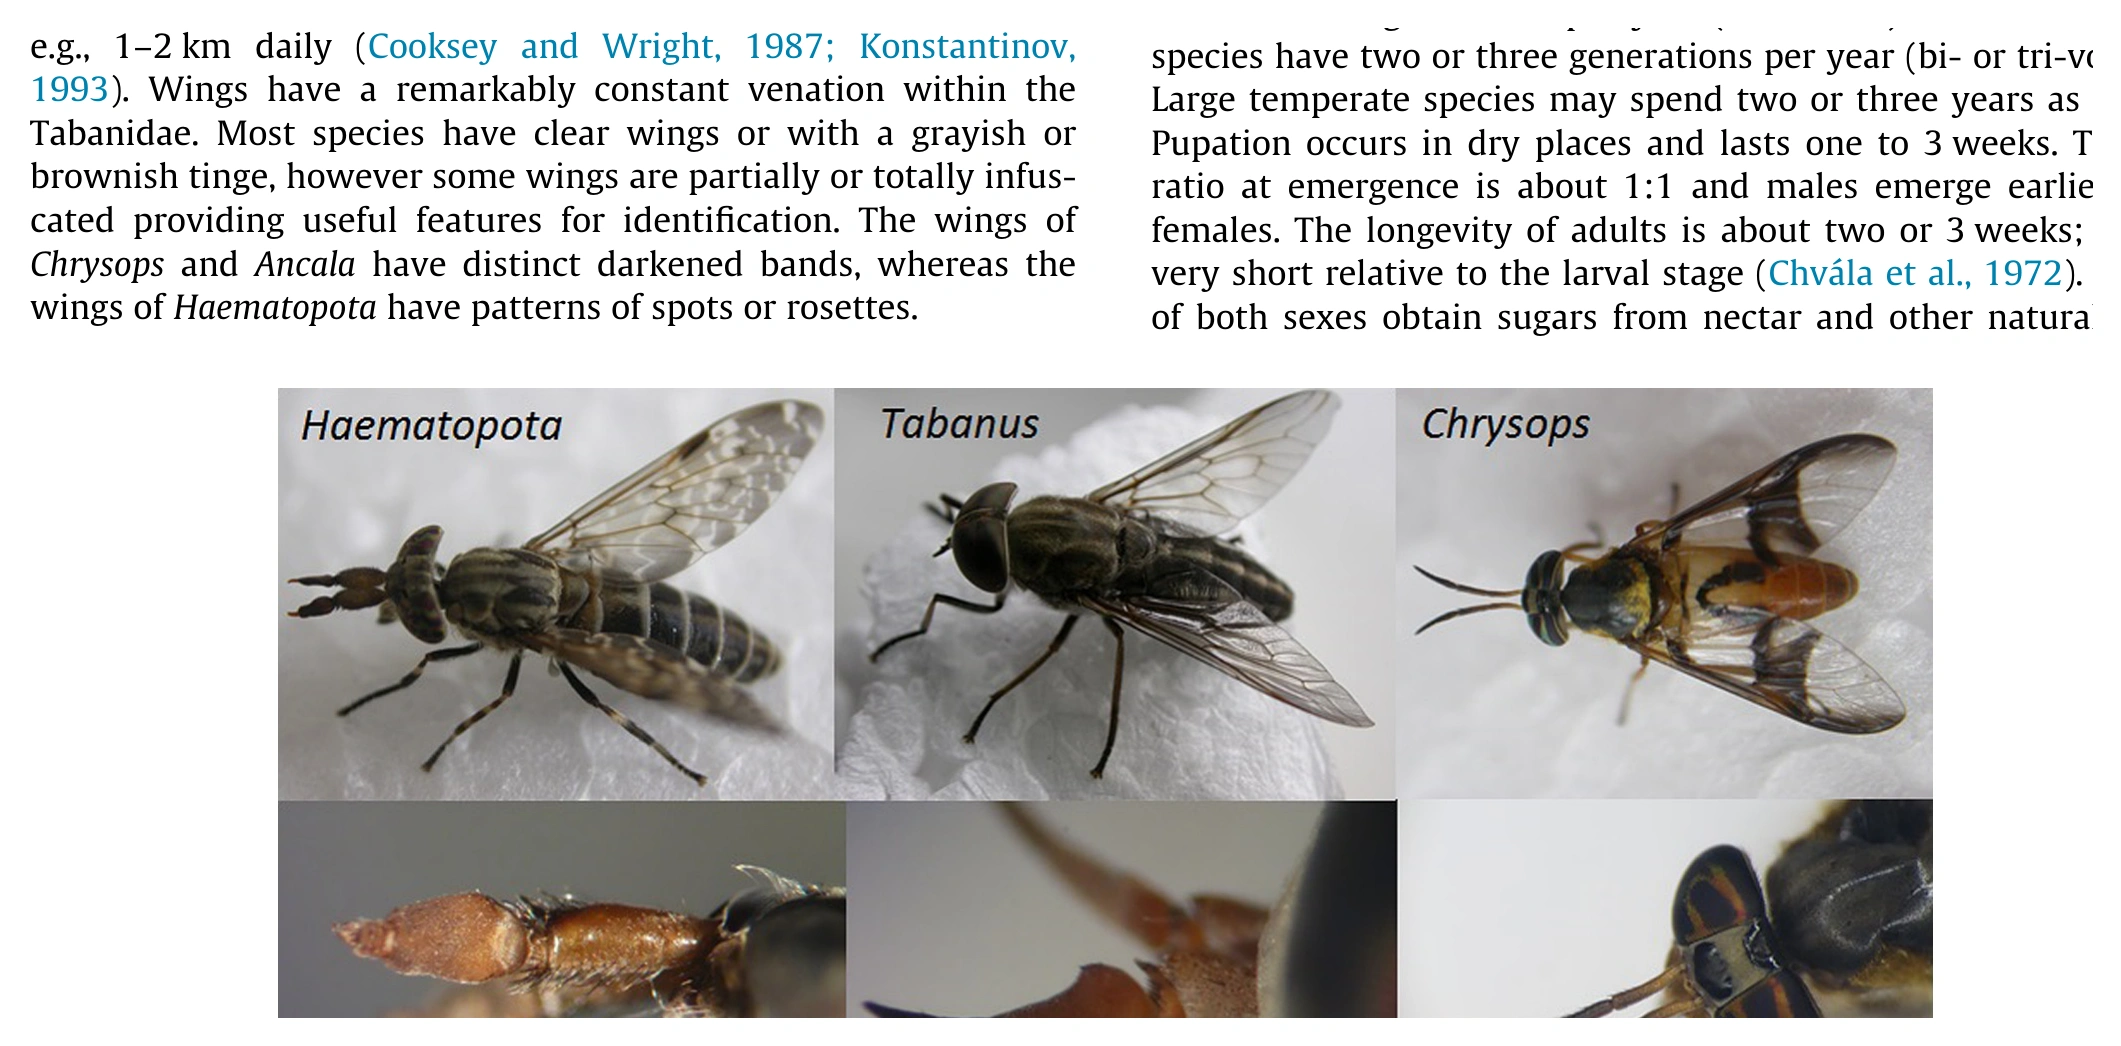 e.g., 1–2 km daily (Cooksey and Wright, 1987; Konstantinov,
1993). Wings have a remarkably constant venation within the
Tabanidae. Most species have clear wings or with a grayish or
brownish tinge, however some wings are partially or totally infus-
cated providing useful features for identification. The wings of
Chrysops and Ancala have distinct darkened bands, whereas the
wings of Haematopota have patterns of spots or rosettes.
species have two or three generations per year (bi- or tri-vo
Large temperate species may spend two or three years as
Pupation occurs in dry places and lasts one to 3 weeks. T
ratio at emergence is about 1:1 and males emerge earlie
females. The longevity of adults is about two or 3 weeks;
very short relative to the larval stage (Chvála et al., 1972).
of both sexes obtain sugars from nectar and other natura
Haematopota
Tabanus
Chrysops